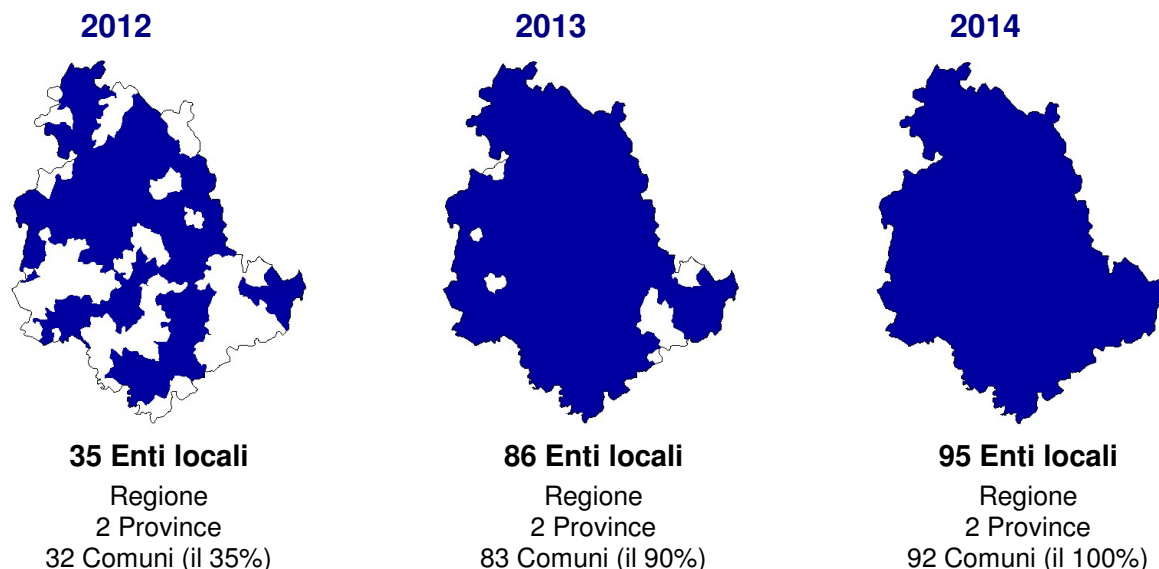 2012
35 Enti locali
Regione
2 Province
32 Comuni (il 35%)
2013
86 Enti locali
Regione
2 Province
83 Comuni (il 90%)
2014
95 Enti locali
Regione
2 Province
92 Comuni (il 100%)